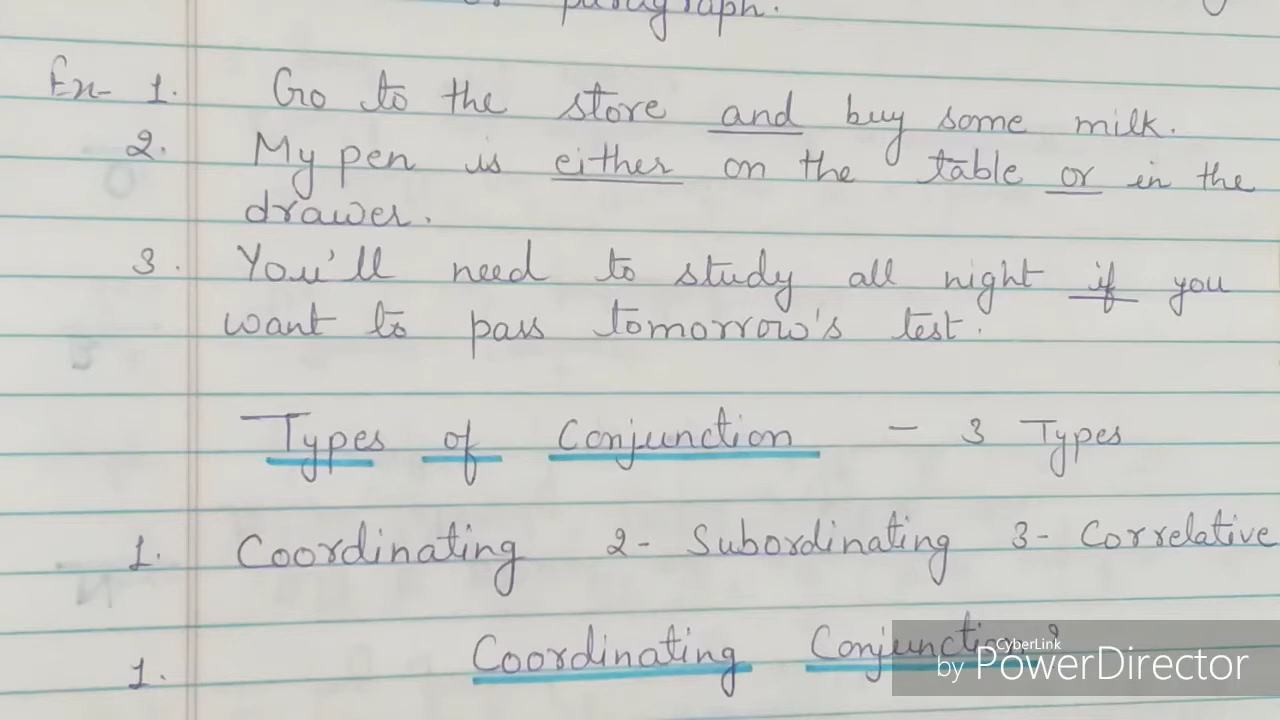 paragraph.
Ex- 1. Go to the store and buy some milk.
2. My pen is either on the table or in the
drawer.
3. You'll need to study all night if you
want to pass tomorrow's test.
Types of Conjunction - 3 Types
1. Coordinating 2- Subordinating 3- Correlative
1. Coordinating Conjunction
CyberLink
by PowerDirector